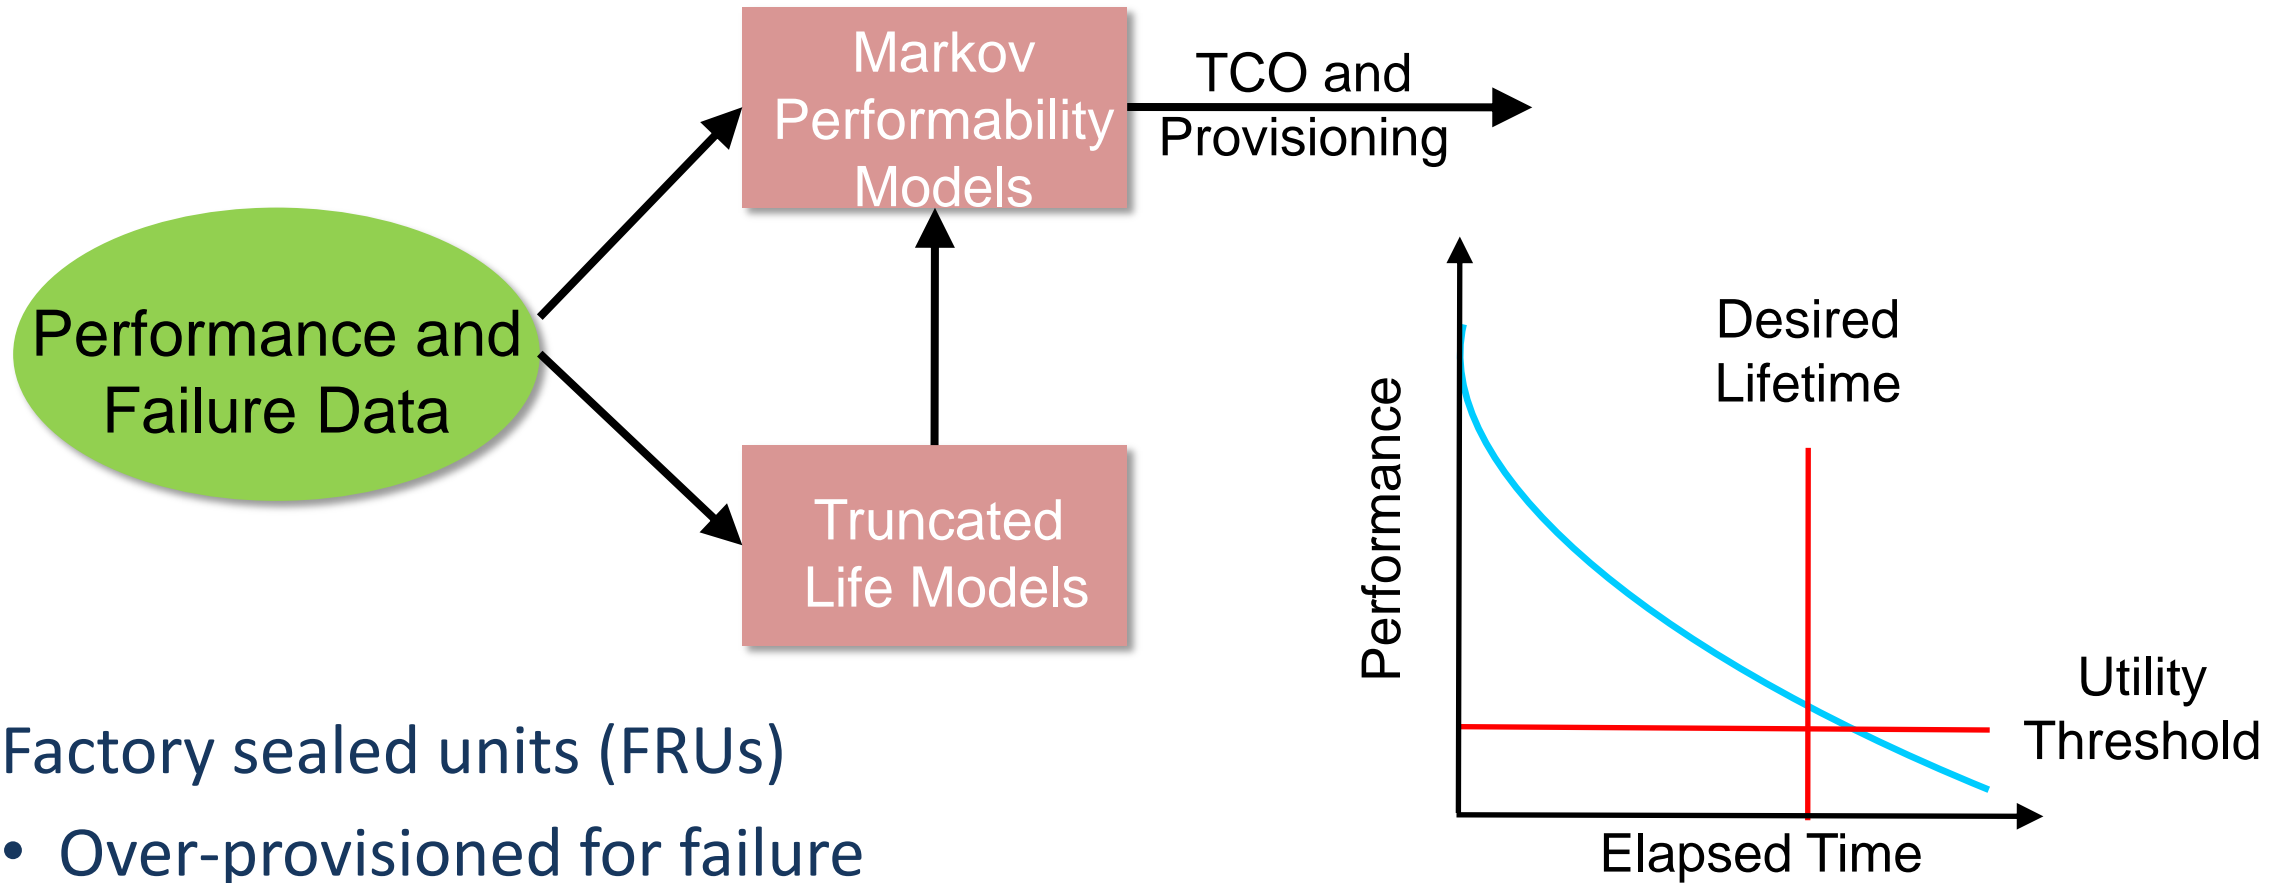 Markov
Performability
Models
TCO and
Provisioning
Performance and
Failure Data
Truncated
Life Models
Desired
Lifetime
Performance
Utility
Threshold
Elapsed Time
Factory sealed units (FRUs)
• Over-provisioned for failure